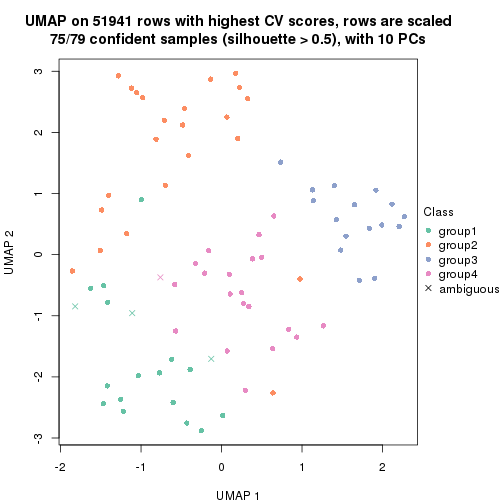 UMAP on 51941 rows with highest CV scores, rows are scaled
75/79 confident samples (silhouette > 0.5), with 10 PCs
3
2
1
0
-1
-2
-3
UMAP 2
-2 -1 0 1 2
UMAP 1
Class
group1
group2
group3
group4
ambiguous